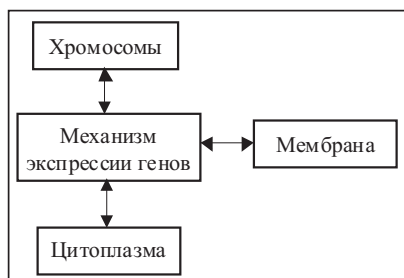 Хромосомы
Механизм
экспрессии генов
Мембрана
Цитоплазма